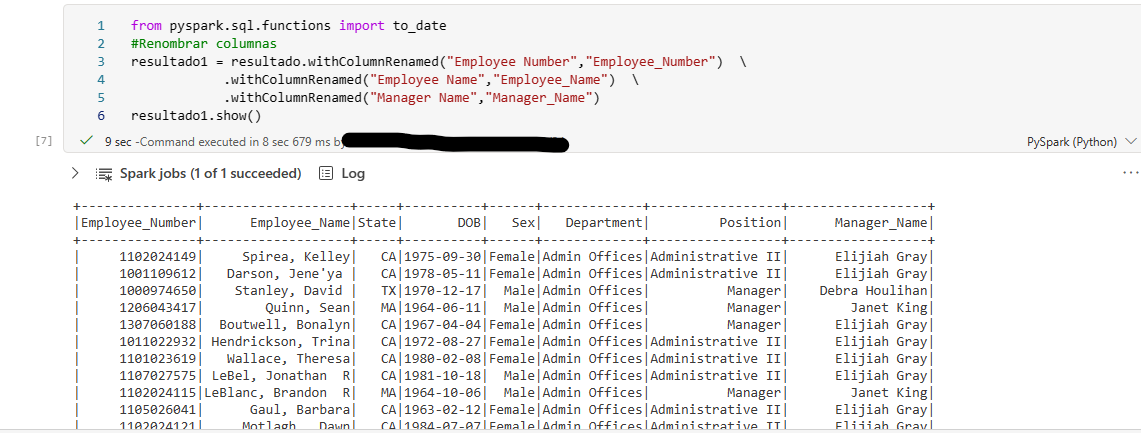 1 from pyspark.sql.functions import to_date
2 #Renombrar columnas
3 resultado1 = resultado.withColumnRenamed("Employee Number","Employee_Number") \
4 .withColumnRenamed("Employee Name","Employee_Name") \
5 .withColumnRenamed("Manager Name","Manager_Name")
6 resultado1.show()
[7] 9 sec -Command executed in 8 sec 679 ms by PySpark (Python)
Spark jobs (1 of 1 succeeded) Log
+---------------+-------------------+-----+----------+------+-------------+-----------------+------------------+
|Employee_Number|      Employee_Name|State|       DOB|   Sex|   Department|         Position|      Manager_Name|
+---------------+-------------------+-----+----------+------+-------------+-----------------+------------------+
|     1102024149|     Spirea, Kelley|   CA|1975-09-30|Female|Admin Offices|Administrative II|      Elijiah Gray|
|     1001109612|   Darson, Jene'ya |   CA|1978-05-11|Female|Admin Offices|Administrative II|      Elijiah Gray|
|     1000974650|    Stanley, David |   TX|1970-12-17|  Male|Admin Offices|          Manager|    Debra Houlihan|
|     1206043417|        Quinn, Sean|   MA|1964-06-11|  Male|Admin Offices|          Manager|        Janet King|
|     1307060188|  Boutwell, Bonalyn|   CA|1967-04-04|Female|Admin Offices|          Manager|      Elijiah Gray|
|     1011022932| Hendrickson, Trina|   CA|1972-08-27|Female|Admin Offices|Administrative II|      Elijiah Gray|
|     1101023619|   Wallace, Theresa|   CA|1980-02-08|Female|Admin Offices|Administrative II|      Elijiah Gray|
|     1107027575| LeBel, Jonathan  R|   CA|1981-10-18|  Male|Admin Offices|Administrative II|      Elijiah Gray|
|     1102024115|LeBlanc, Brandon  R|   MA|1964-10-06|  Male|Admin Offices|          Manager|        Janet King|
|     1105026041|      Gaul, Barbara|   CA|1963-02-12|Female|Admin Offices|Administrative II|      Elijiah Gray|
|     1102024121|     Motlagh,  Dawn|   CA|1984-07-07|Female|Admin Offices|Administrative II|      Elijiah Gray|